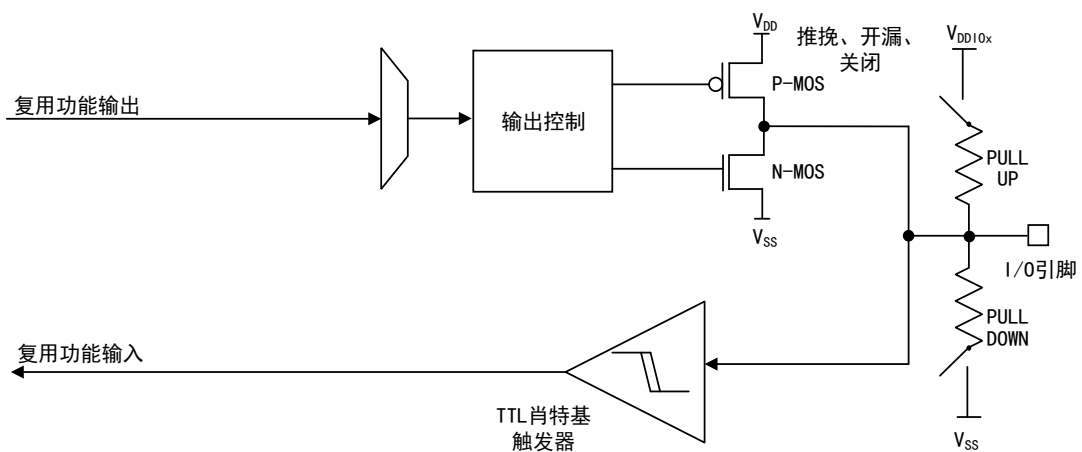 V_DD
推挽、开漏、
关闭
V_DDIOx
P-MOS
复用功能输出
输出控制
PULL
UP
N-MOS
V_SS
I/O引脚
PULL
DOWN
复用功能输入
TTL肖特基
触发器
V_SS